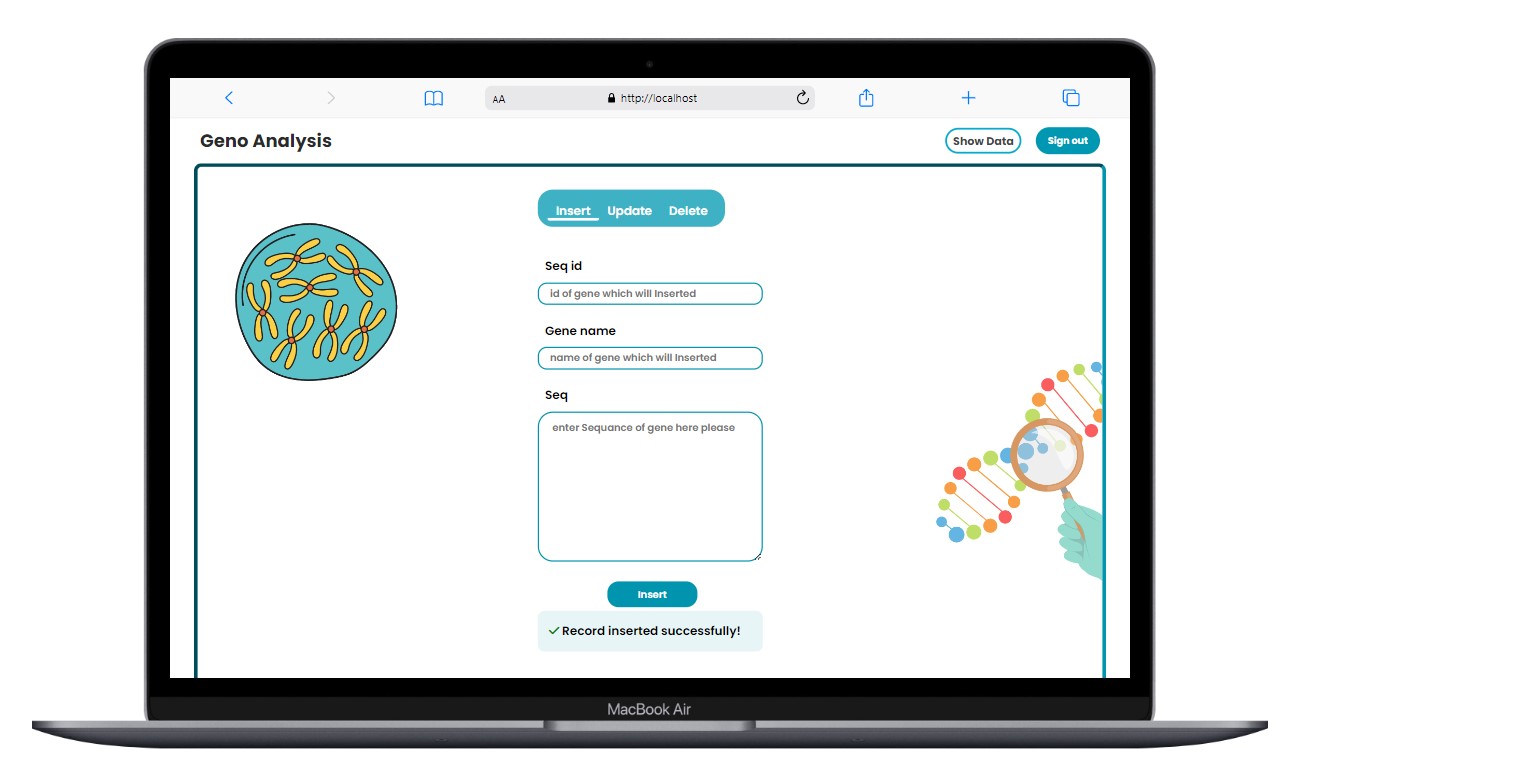 AA http://localhost
Geno Analysis Show Data Sign out
Insert Update Delete
Seq id
id of gene which will Inserted
Gene name
name of gene which will Inserted
Seq
enter Sequance of gene here please
Insert
Record inserted successfully!
MacBook Air